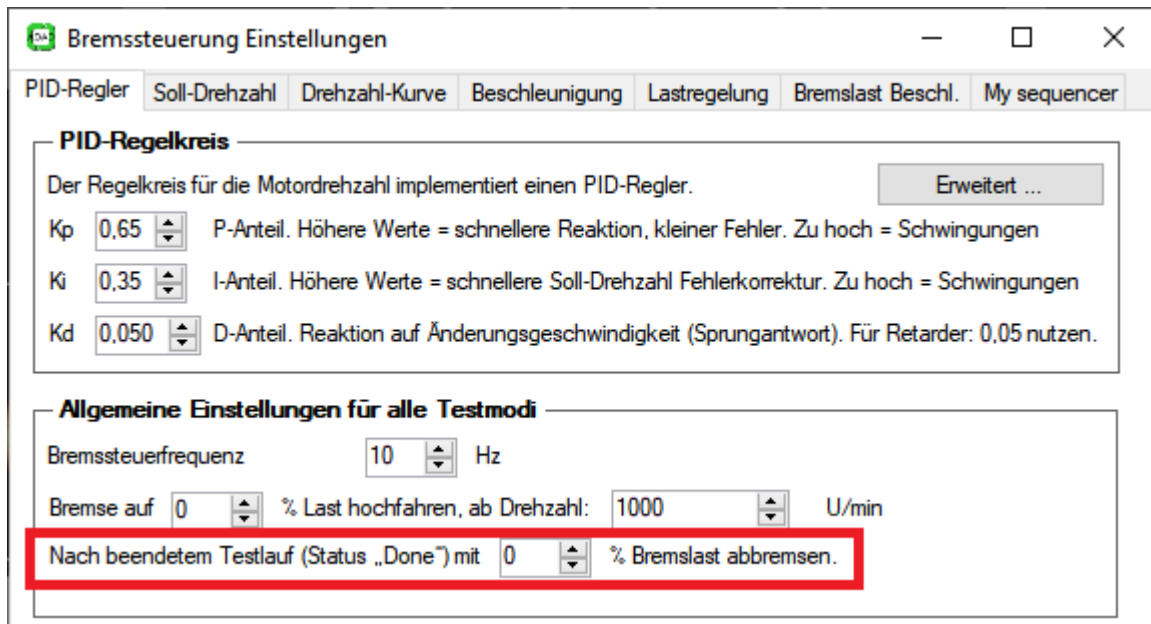 Bremssteuerung Einstellungen
PID-Regler Soll-Drehzahl Drehzahl-Kurve Beschleunigung Lastregelung Bremslast Beschl. My sequencer
PID-Regelkreis
Der Regelkreis für die Motordrehzahl implementiert einen PID-Regler. Erweitert ...
Kp 0,65 P-Anteil. Höhere Werte = schnellere Reaktion, kleiner Fehler. Zu hoch = Schwingungen
Ki 0,35 I-Anteil. Höhere Werte = schnellere Soll-Drehzahl Fehlerkorrektur. Zu hoch = Schwingungen
Kd 0,050 D-Anteil. Reaktion auf Änderungsgeschwindigkeit (Sprungantwort). Für Retarder: 0,05 nutzen.
Allgemeine Einstellungen für alle Testmodi
Bremssteuerfrequenz 10 Hz
Bremse auf 0 % Last hochfahren, ab Drehzahl: 1000 U/min
Nach beendetem Testlauf (Status „Done") mit 0 % Bremslast abbremsen.